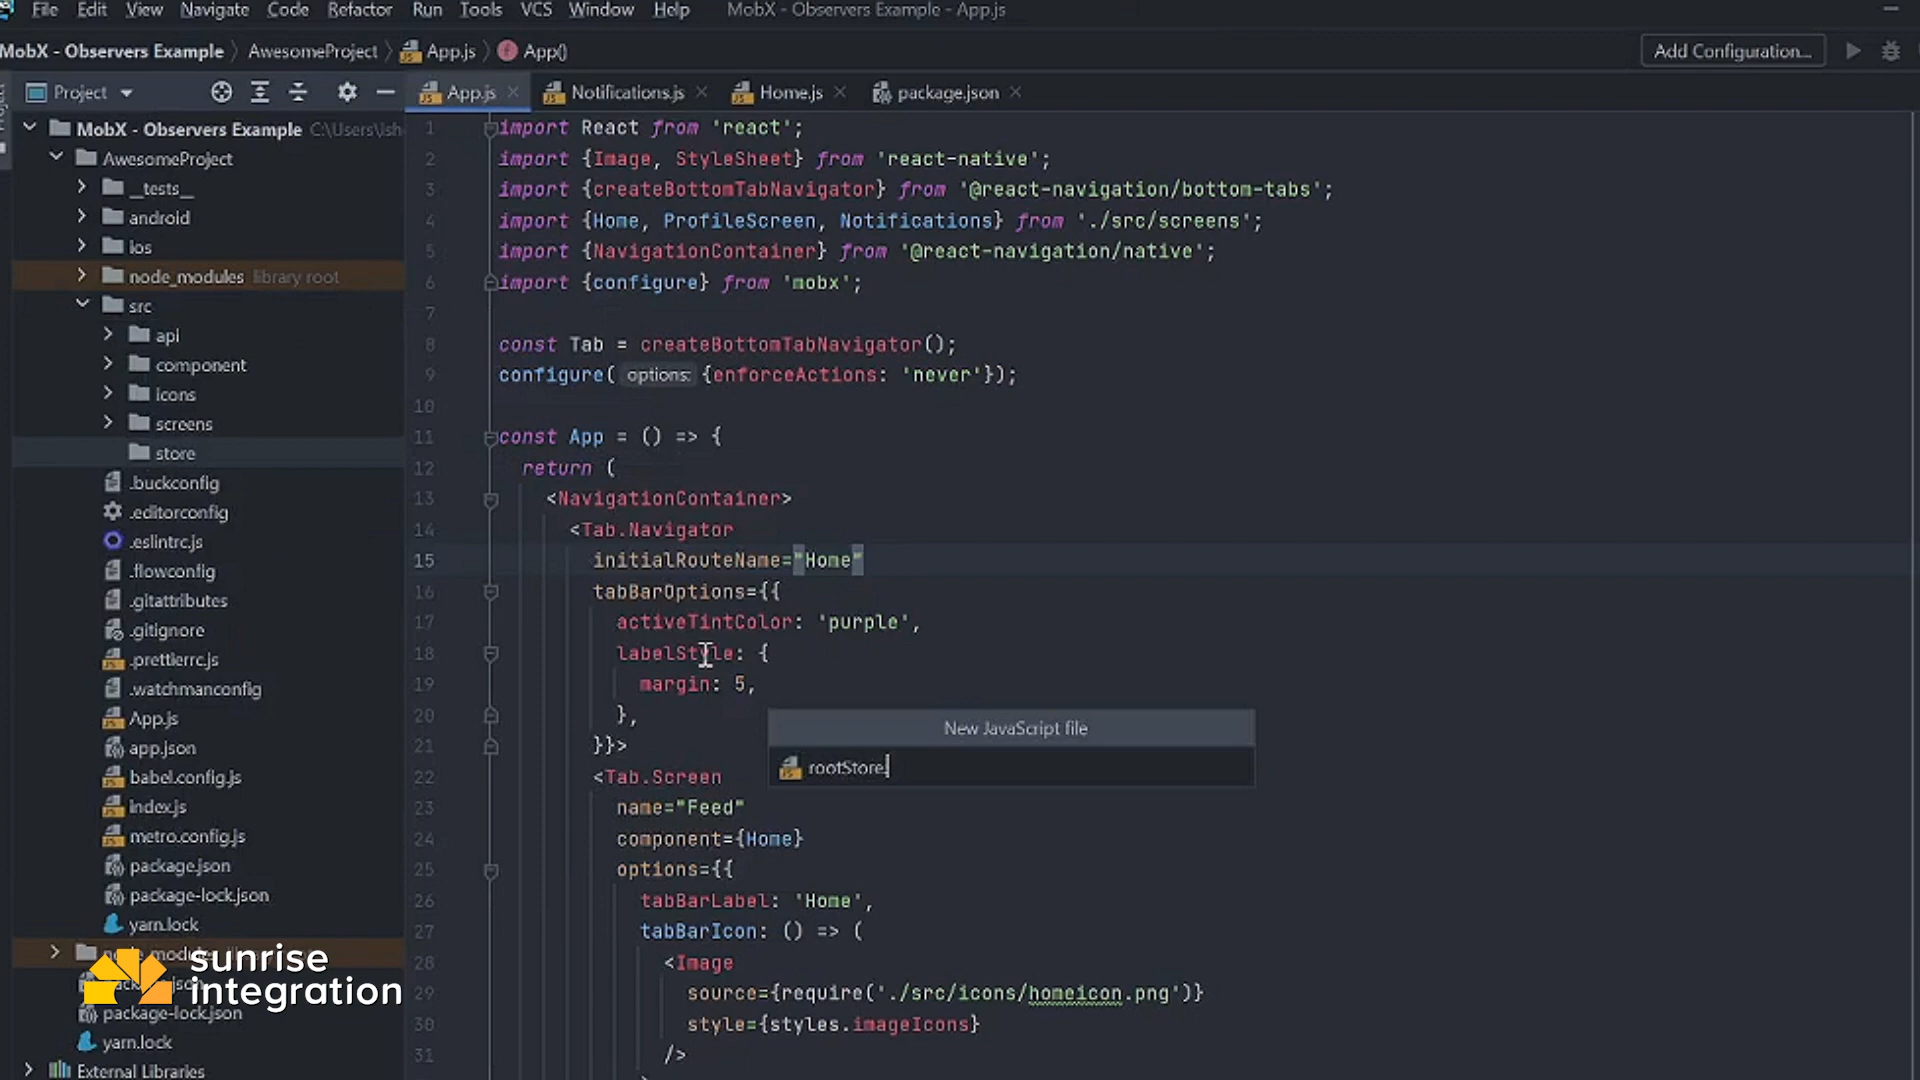 File Edit View Navigate Code Refactor Run Tools VCS Window Help MobX - Observers Example - App.js
MobX - Observers Example AwesomeProject App.js App() Add Configuration...
Project App.js Notifications.js Home.js package.json
MobX - Observers Example C:\Users\ish
AwesomeProject
__tests__
android
ios
node_modules library root
src
api
component
icons
screens
store
.buckconfig
.editorconfig
.eslintrc.js
.flowconfig
.gitattributes
.gitignore
.prettierrc.js
.watchmanconfig
App.js
app.json
babel.config.js
index.js
metro.config.js
package.json
package-lock.json
yarn.lock
package-lock.json
yarn.lock
External Libraries
sunrise
integration
1 import React from 'react';
2 import {Image, StyleSheet} from 'react-native';
3 import {createBottomTabNavigator} from '@react-navigation/bottom-tabs';
4 import {Home, ProfileScreen, Notifications} from './src/screens';
5 import {NavigationContainer} from '@react-navigation/native';
6 import {configure} from 'mobx';
7
8 const Tab = createBottomTabNavigator();
9 configure( options: {enforceActions: 'never'});
10
11 const App = () => {
12 return (
13 <NavigationContainer>
14 <Tab.Navigator
15 initialRouteName="Home"
16 tabBarOptions={{
17 activeTintColor: 'purple',
18 labelStyle: {
19 margin: 5,
20 },
21 }}>
22 <Tab.Screen
23 name="Feed"
24 component={Home}
25 options={{
26 tabBarLabel: 'Home',
27 tabBarIcon: () => (
28 <Image
29 source={require('./src/icons/homeicon.png')}
30 style={styles.imageIcons}
31 />
New JavaScript file
rootStore.